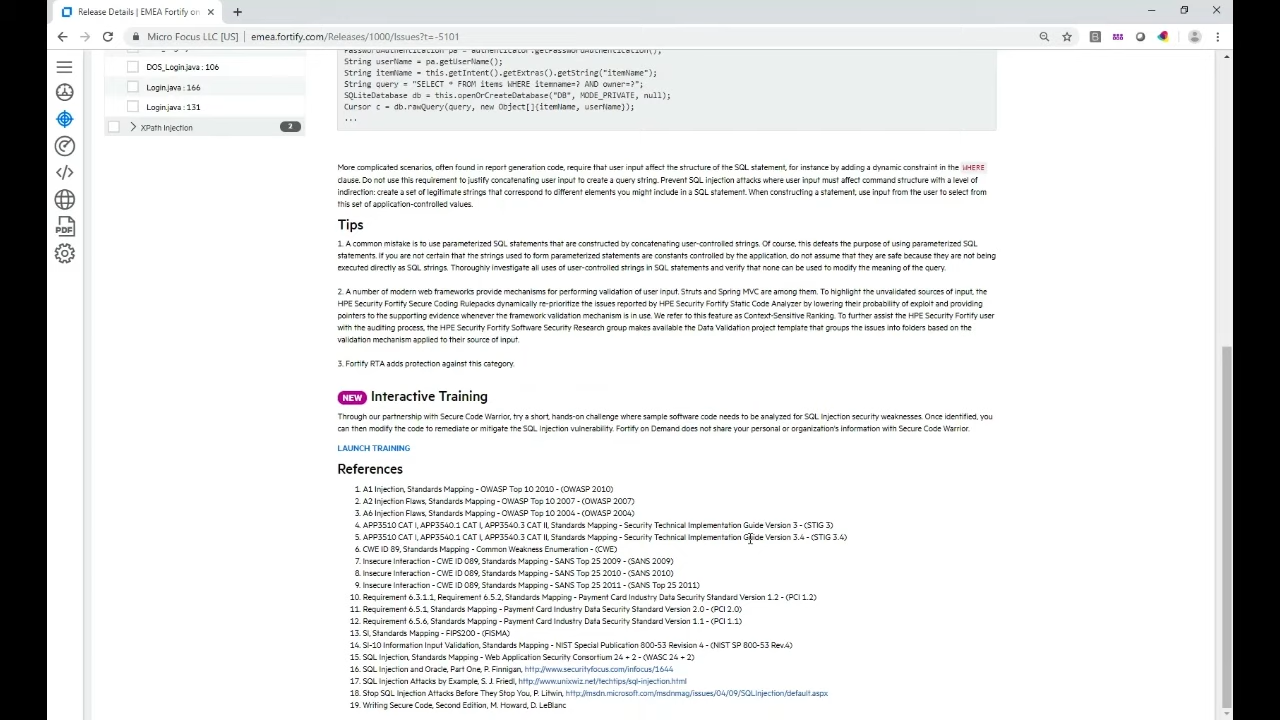 Release Details | EMEA Fortify on
Micro Focus LLC [US] | emea.fortify.com/Releases/1000/Issues?t=-5101
DOS_Login.java : 106
Login.java : 166
Login.java : 131
XPath Injection 2
PDF
PasswordAuthentication pa = authenticator.getPasswordAuthentication();
String userName = pa.getUserName();
String itemName = this.getIntent().getExtras().getString("itemName");
String query = "SELECT * FROM items WHERE itemname=? AND owner=?";
SQLiteDatabase db = this.openOrCreateDatabase("DB", MODE_PRIVATE, null);
Cursor c = db.rawQuery(query, new Object[]{itemName, userName});
...
More complicated scenarios, often found in report generation code, require that user input affect the structure of the SQL statement, for instance by adding a dynamic constraint in the WHERE
clause. Do not use this requirement to justify concatenating user input to create a query string. Prevent SQL injection attacks where user input must affect command structure with a level of
indirection: create a set of legitimate strings that correspond to different elements you might include in a SQL statement. When constructing a statement, use input from the user to select from
this set of application-controlled values.
Tips
1. A common mistake is to use parameterized SQL statements that are constructed by concatenating user-controlled strings. Of course, this defeats the purpose of using parameterized SQL
statements. If you are not certain that the strings used to form parameterized statements are constants controlled by the application, do not assume that they are safe because they are not being
executed directly as SQL strings. Thoroughly investigate all uses of user-controlled strings in SQL statements and verify that none can be used to modify the meaning of the query.
2. A number of modern web frameworks provide mechanisms for performing validation of user input. Struts and Spring MVC are among them. To highlight the unvalidated sources of input, the
HPE Security Fortify Secure Coding Rulepacks dynamically re-prioritize the issues reported by HPE Security Fortify Static Code Analyzer by lowering their probability of exploit and providing
pointers to the supporting evidence whenever the framework validation mechanism is in use. We refer to this feature as Context-Sensitive Ranking. To further assist the HPE Security Fortify user
with the auditing process, the HPE Security Fortify Software Security Research group makes available the Data Validation project template that groups the issues into folders based on the
validation mechanism applied to their source of input.
3. Fortify RTA adds protection against this category.
NEW Interactive Training
Through our partnership with Secure Code Warrior, try a short, hands-on challenge where sample software code needs to be analyzed for SQL Injection security weaknesses. Once identified, you
can then modify the code to remediate or mitigate the SQL Injection vulnerability. Fortify on Demand does not share your personal or organization's information with Secure Code Warrior.
LAUNCH TRAINING
References
1. A1 Injection, Standards Mapping - OWASP Top 10 2010 - (OWASP 2010)
2. A2 Injection Flaws, Standards Mapping - OWASP Top 10 2007 - (OWASP 2007)
3. A6 Injection Flaws, Standards Mapping - OWASP Top 10 2004 - (OWASP 2004)
4. APP3510 CAT I, APP3540.1 CAT I, APP3540.3 CAT II, Standards Mapping - Security Technical Implementation Guide Version 3 - (STIG 3)
5. APP3510 CAT I, APP3540.1 CAT I, APP3540.3 CAT II, Standards Mapping - Security Technical Implementation Guide Version 3.4 - (STIG 3.4)
6. CWE ID 89, Standards Mapping - Common Weakness Enumeration - (CWE)
7. Insecure Interaction - CWE ID 089, Standards Mapping - SANS Top 25 2009 - (SANS 2009)
8. Insecure Interaction - CWE ID 089, Standards Mapping - SANS Top 25 2010 - (SANS 2010)
9. Insecure Interaction - CWE ID 089, Standards Mapping - SANS Top 25 2011 - (SANS Top 25 2011)
10. Requirement 6.3.1.1, Requirement 6.5.2, Standards Mapping - Payment Card Industry Data Security Standard Version 1.2 - (PCI 1.2)
11. Requirement 6.5.1, Standards Mapping - Payment Card Industry Data Security Standard Version 2.0 - (PCI 2.0)
12. Requirement 6.5.6, Standards Mapping - Payment Card Industry Data Security Standard Version 1.1 - (PCI 1.1)
13. SI, Standards Mapping - FIPS200 - (FISMA)
14. SI-10 Information Input Validation, Standards Mapping - NIST Special Publication 800-53 Revision 4 - (NIST SP 800-53 Rev.4)
15. SQL Injection, Standards Mapping - Web Application Security Consortium 24 + 2 - (WASC 24 + 2)
16. SQL Injection and Oracle, Part One, P. Finnigan, http://www.securityfocus.com/infocus/1644
17. SQL Injection Attacks by Example, S. J. Friedl, http://www.unixwiz.net/techtips/sql-injection.html
18. Stop SQL Injection Attacks Before They Stop You, P. Litwin, http://msdn.microsoft.com/msdnmag/issues/04/09/SQLInjection/default.aspx
19. Writing Secure Code, Second Edition, M. Howard, D. LeBlanc